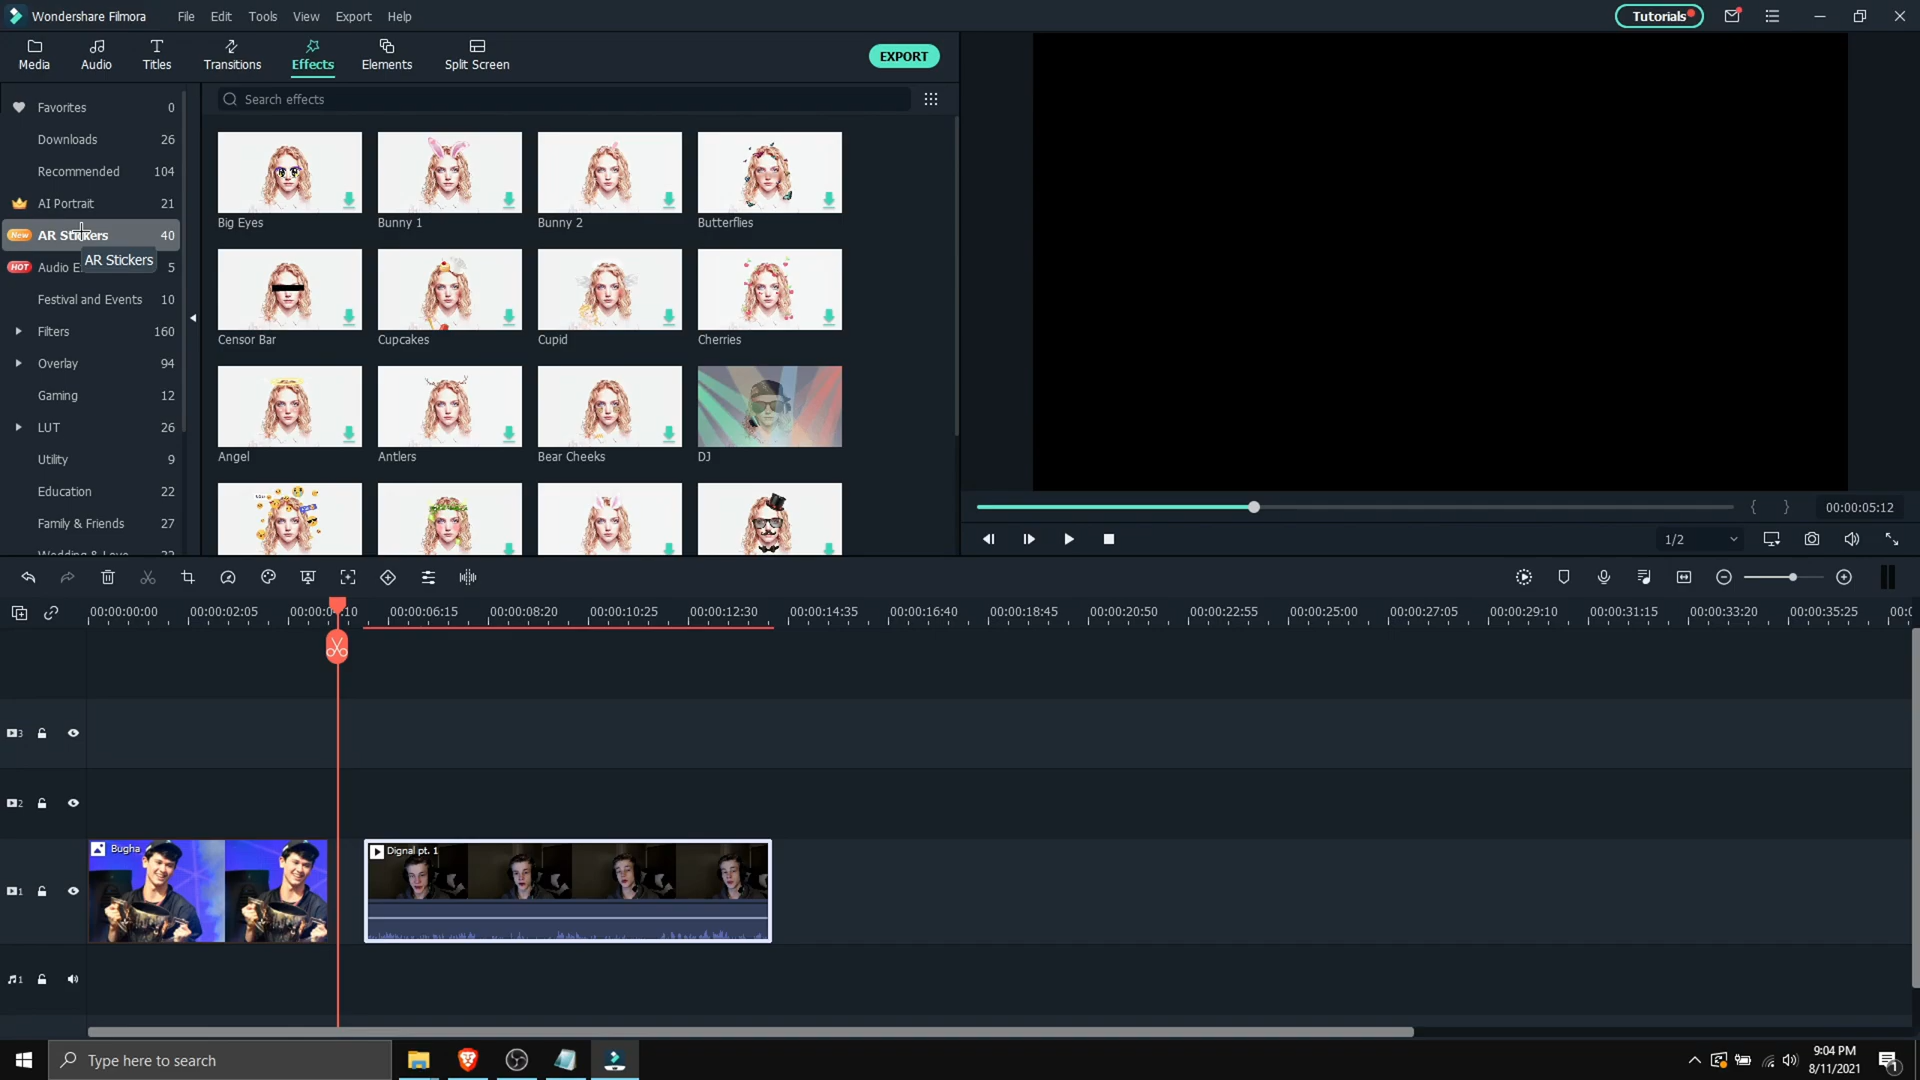 Wondershare Filmora File Edit Tools View Export Help Tutorials
Media Audio Titles Transitions Effects Elements Split Screen EXPORT
Search effects
Favorites 0
Downloads 26
Recommended 104
AI Portrait 21
New AR Stickers 40
AR Stickers
HOT Audio E 5
Festival and Events 10
Filters 160
Overlay 94
Gaming 12
LUT 26
Utility 9
Education 22
Family & Friends 27
Wedding & Love
Big Eyes Bunny 1 Bunny 2 Butterflies
Censor Bar Cupcakes Cupid Cherries
Angel Antlers Bear Cheeks DJ
{ } 00:00:05:12
1/2
00:00:00:00 00:00:02:05 00:00:04:10 00:00:06:15 00:00:08:20 00:00:10:25 00:00:12:30 00:00:14:35 00:00:16:40 00:00:18:45 00:00:20:50 00:00:22:55 00:00:25:00 00:00:27:05 00:00:29:10 00:00:31:15 00:00:33:20 00:00:35:25 00:0
3
2
Bugha Dignal pt. 1
1
1
Type here to search
9:04 PM
8/11/2021
1